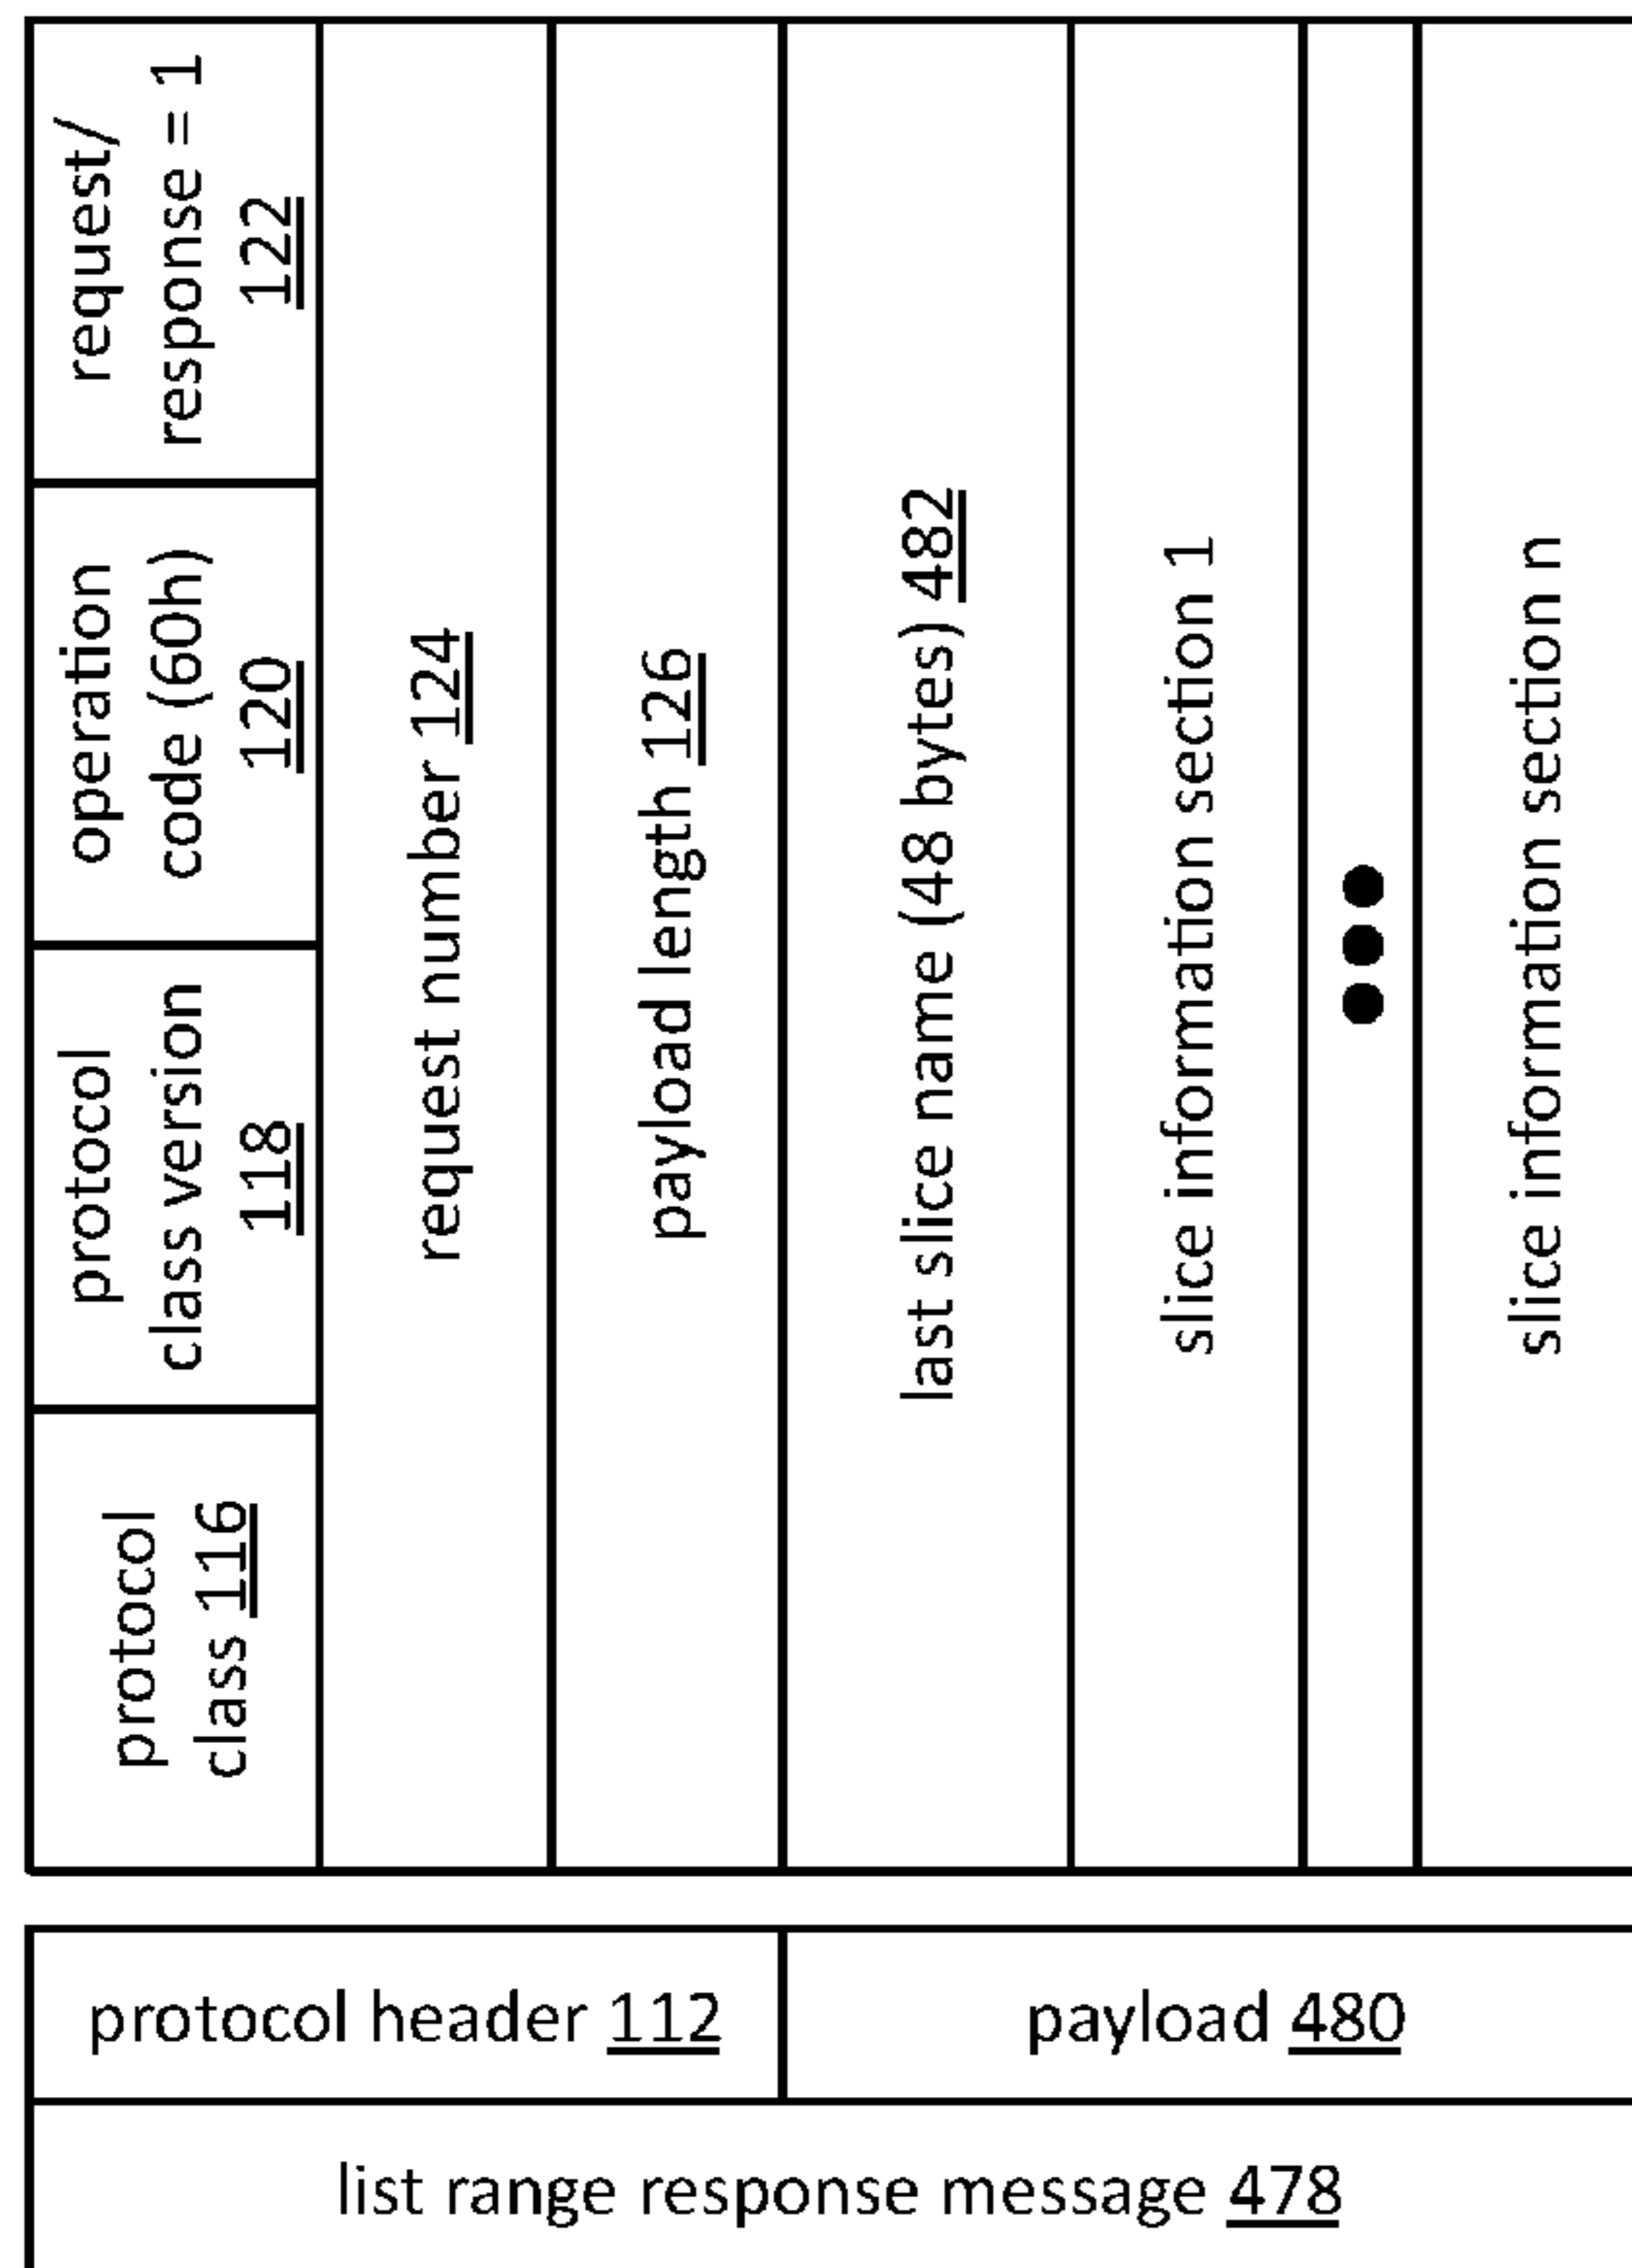 list range response message 478
protocol header 112
payload 480
protocol
class 116
protocol
class version
118
operation
code (60h)
120
request/
response = 1
122
request number 124
payload length 126
last slice name (48 bytes) 482
slice information section 1
slice information section n